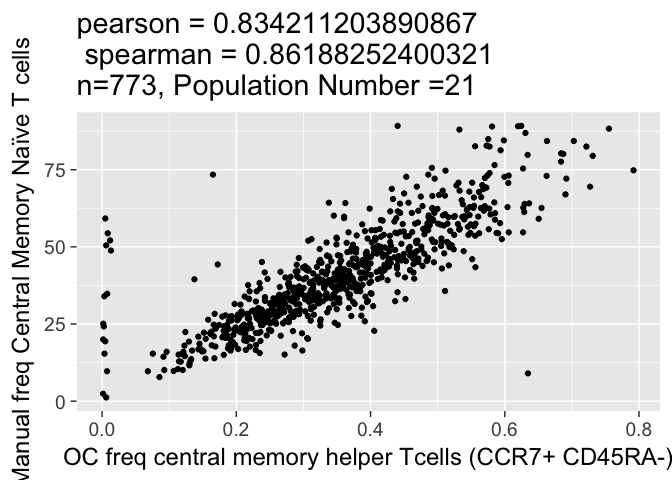 pearson = 0.834211203890867
spearman = 0.86188252400321
n=773, Population Number =21
Manual freq Central Memory Naïve T cells
75
50
25
0
0.0 0.2 0.4 0.6 0.8
OC freq central memory helper Tcells (CCR7+ CD45RA-)